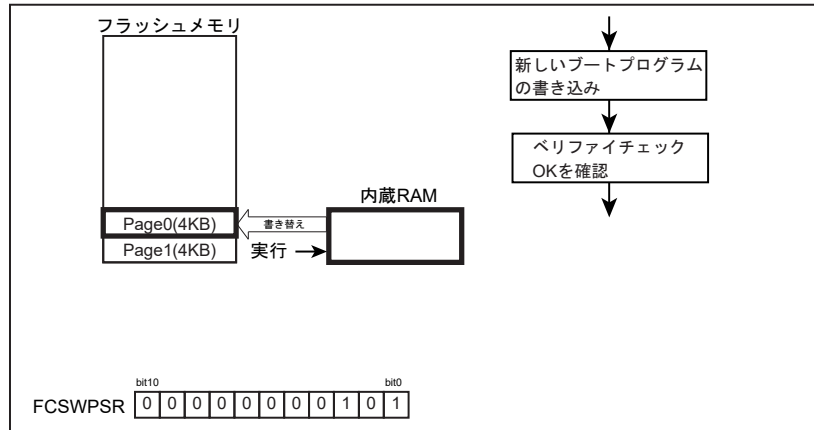 フラッシュメモリ
新しいブートプログラム
の書き込み
ベリファイチェック
OKを確認
内蔵RAM
Page0(4KB)
書き替え
Page1(4KB)
実行
bit10
bit0
FCSWPSR
0 0 0 0 0 0 0 0 1 0 1